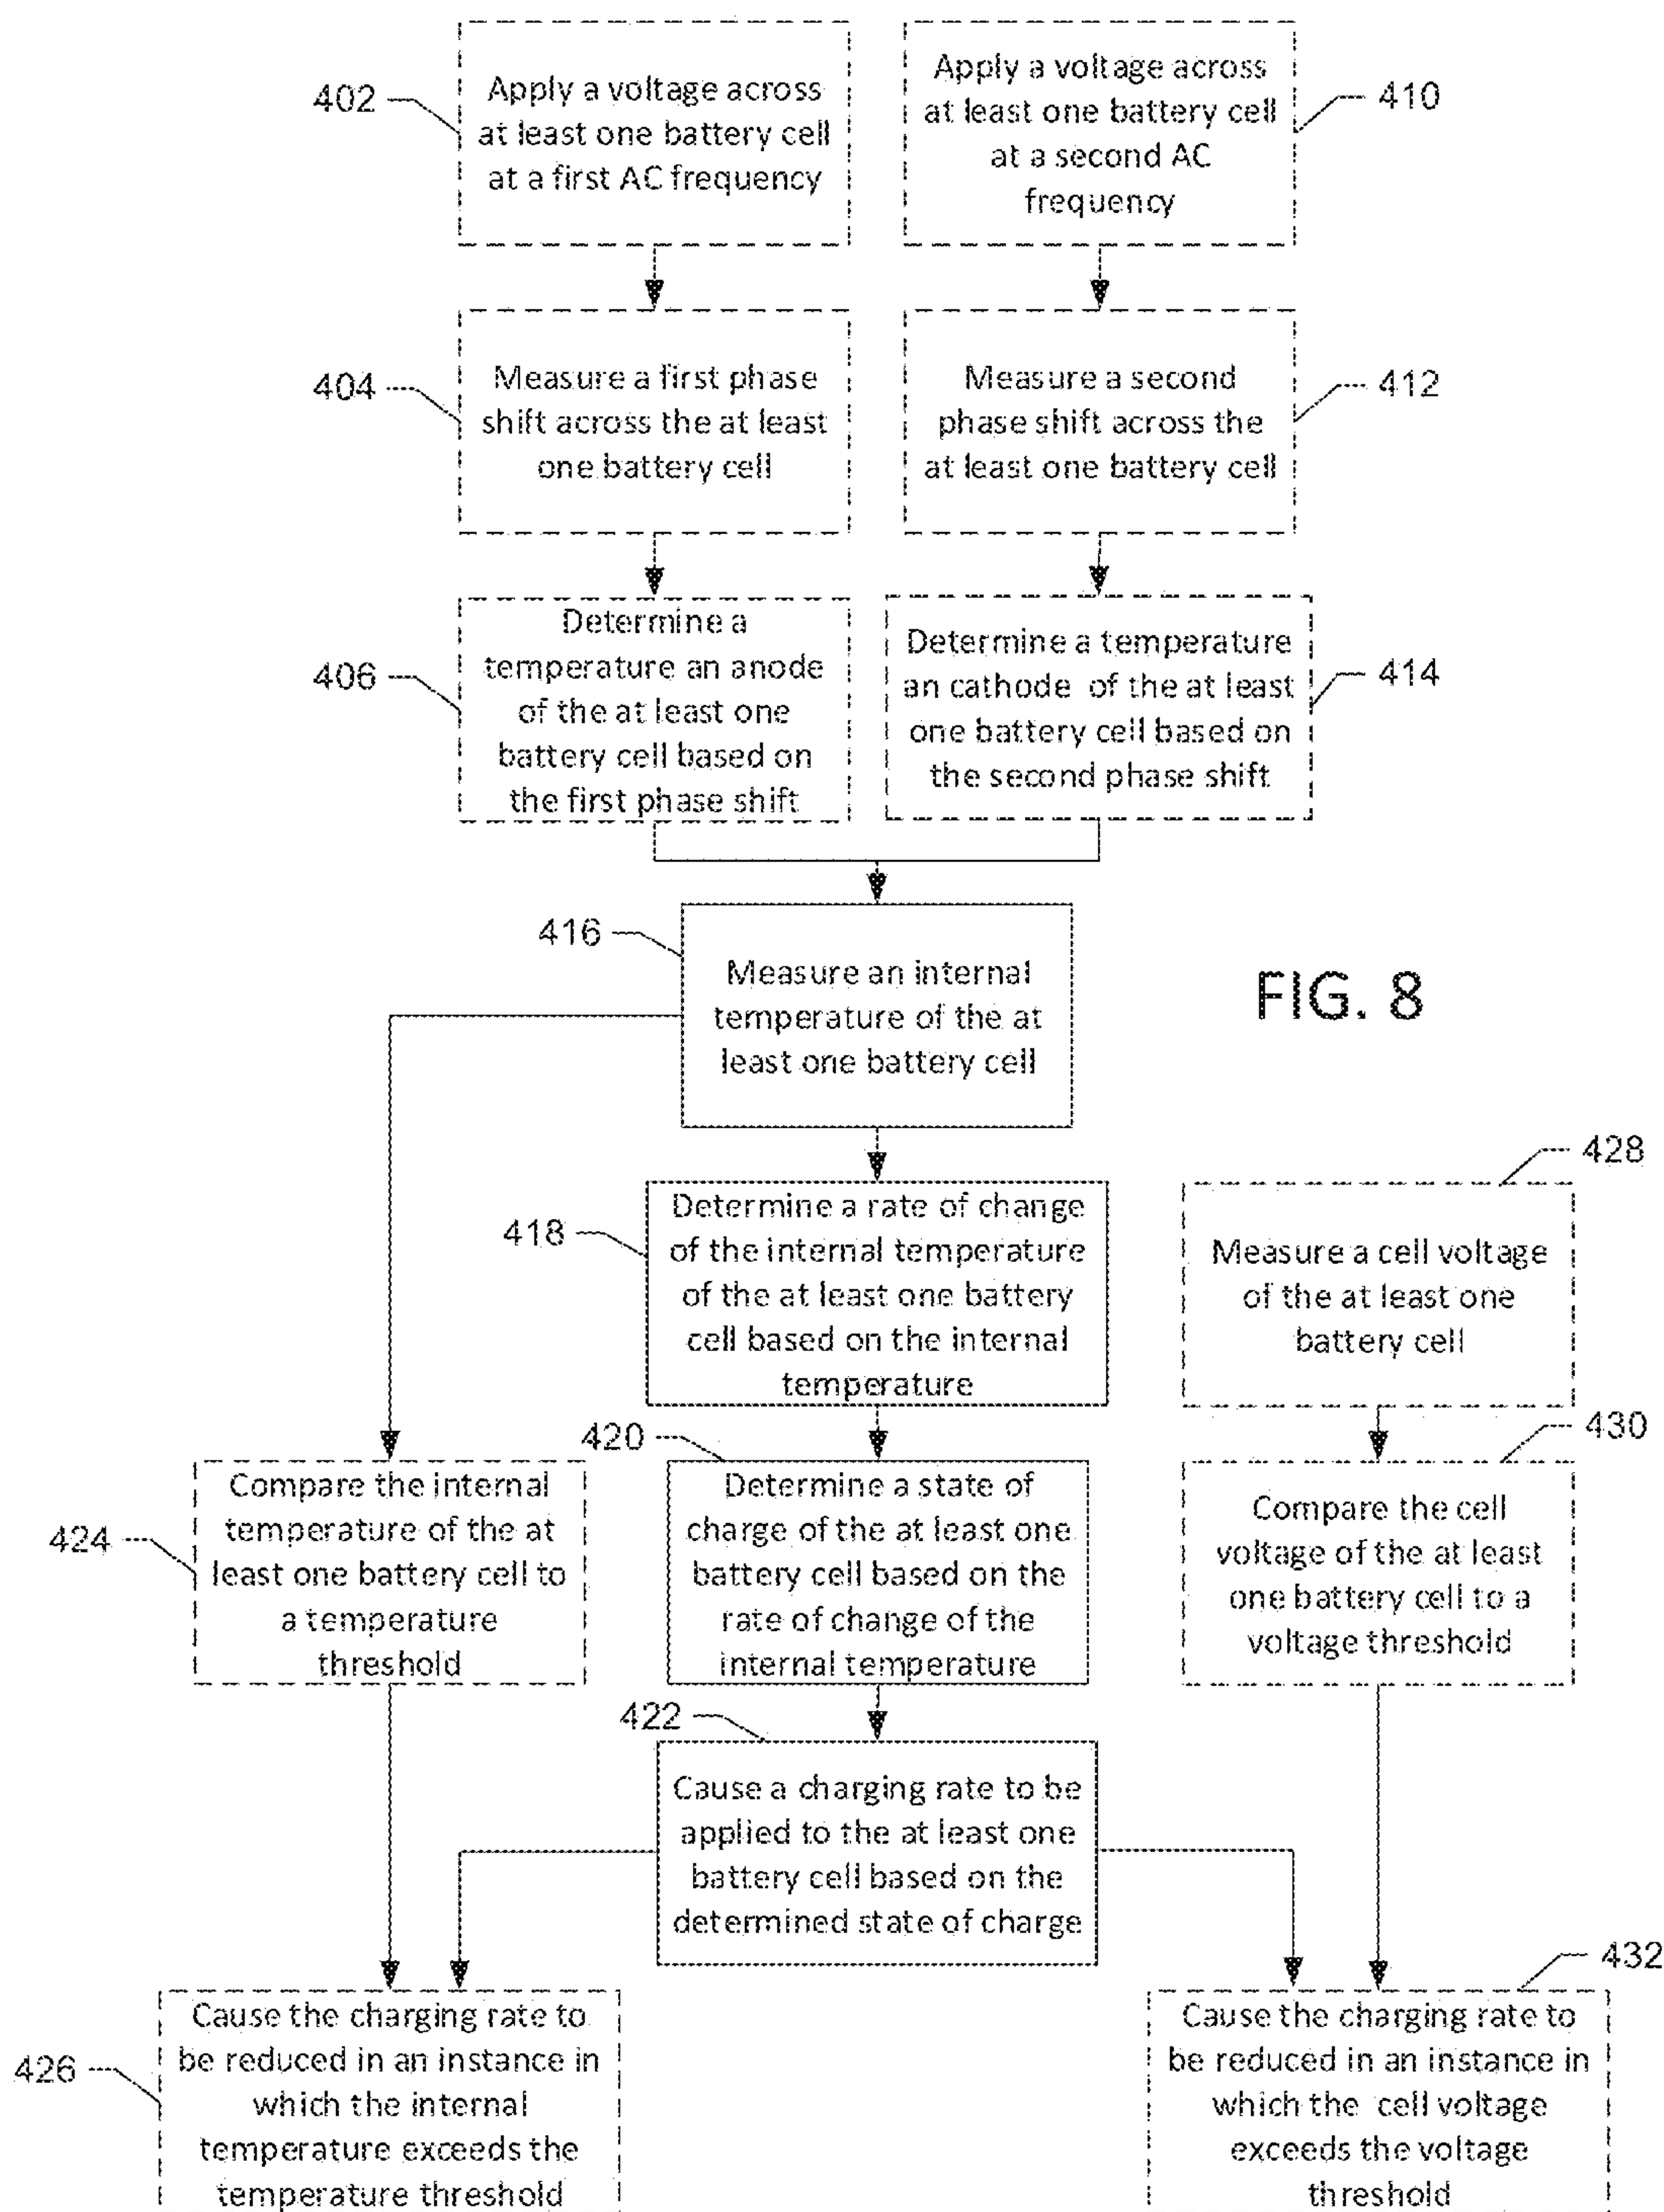 402
Apply a voltage across
at least one battery cell
at a first AC frequency
Apply a voltage across
at least one battery cell
at a second AC
frequency
410
404
Measure a first phase
shift across the at least
one battery cell
Measure a second
phase shift across the
at least one battery cell
412
406
Determine a
temperature an anode
of the at least one
battery cell based on
the first phase shift
Determine a temperature
an cathode of the at least
one battery cell based on
the second phase shift
414
416
Measure an internal
temperature of the at
least one battery cell
FIG. 8
418
Determine a rate of change
of the internal temperature
of the at least one battery
cell based on the internal
temperature
428
Measure a cell voltage
of the at least one
battery cell
424
Compare the internal
temperature of the at
least one battery cell to
a temperature
threshold
420
Determine a state of
charge of the at least one
battery cell based on the
rate of change of the
internal temperature
430
Compare the cell
voltage of the at least
one battery cell to a
voltage threshold
422
Cause a charging rate to be
applied to the at least one
battery cell based on the
determined state of charge
426
Cause the charging rate to
be reduced in an instance in
which the internal
temperature exceeds the
temperature threshold
432
Cause the charging rate to
be reduced in an instance in
which the cell voltage
exceeds the voltage
threshold